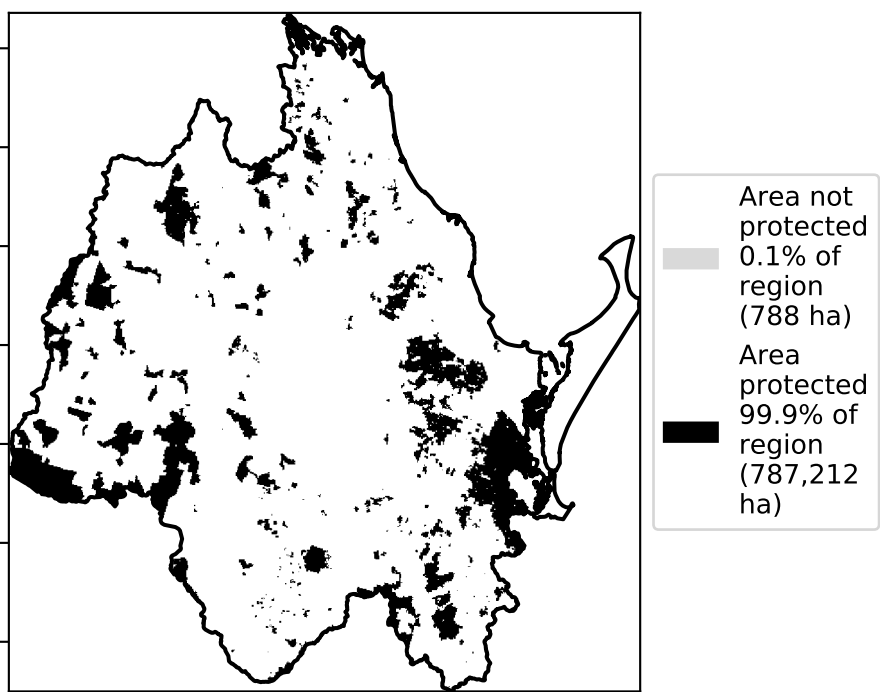 Area not
protected
0.1% of
region
(788 ha)
Area
protected
99.9% of
region
(787,212
ha)